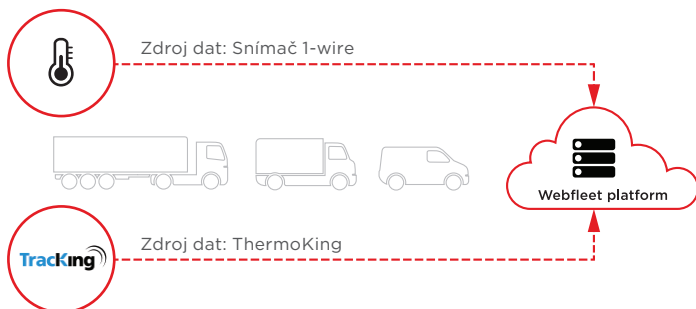 Zdroj dat: Snímač 1-wire
Webfleet platform
Zdroj dat: ThermoKing
TracKing